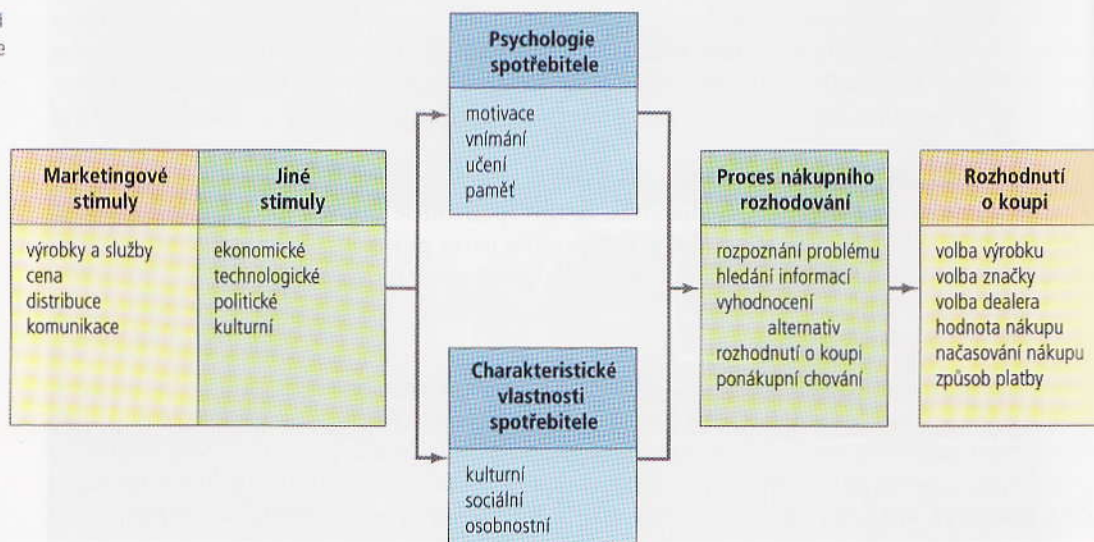 Marketingové
stimuly
výrobky a služby
cena
distribuce
komunikace
Jiné
stimuly
ekonomické
technologické
politické
kulturní
Psychologie
spotřebitele
motivace
vnímání
učení
paměť
Charakteristické
vlastnosti
spotřebitele
kulturní
sociální
osobnostní
Proces nákupního
rozhodování
rozpoznání problému
hledání informací
vyhodnocení
alternativ
rozhodnutí o koupi
ponákupní chování
Rozhodnutí
o koupi
volba výrobku
volba značky
volba dealera
hodnota nákupu
načasování nákupu
způsob platby